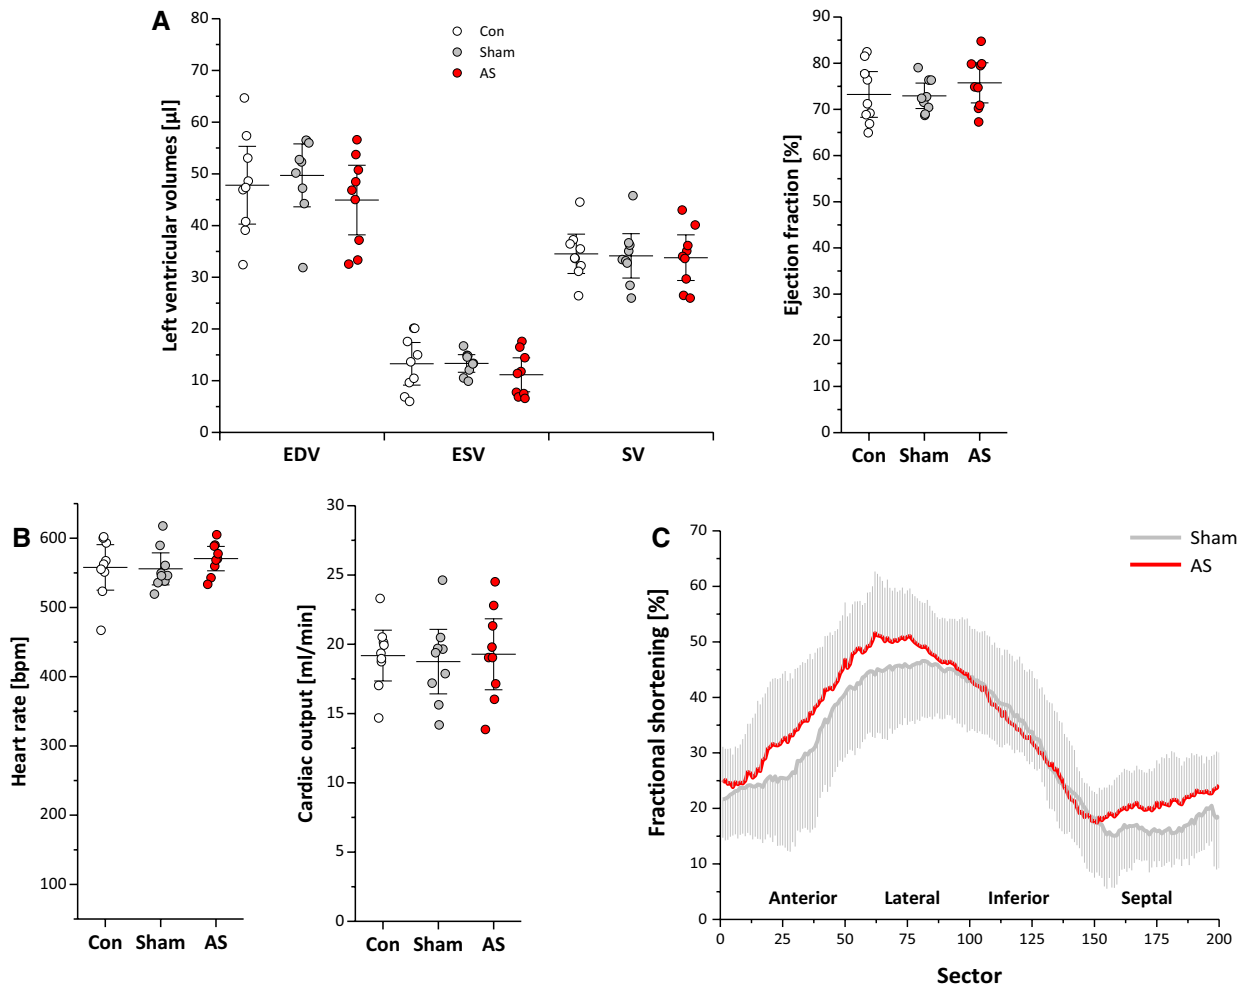 A
Con
Sham
AS
Left ventricular volumes [µl]
80
70
60
50
40
30
20
10
0
EDV ESV SV
Ejection fraction [%]
90
80
70
60
50
40
30
20
10
0
Con Sham AS
B
Heart rate [bpm]
600
500
400
300
200
100
Con Sham AS
Cardiac output [ml/min]
30
25
20
15
10
5
0
Con Sham AS
C
Sham
AS
Fractional shortening [%]
70
60
50
40
30
20
10
0
Anterior Lateral Inferior Septal
0 25 50 75 100 125 150 175 200
Sector